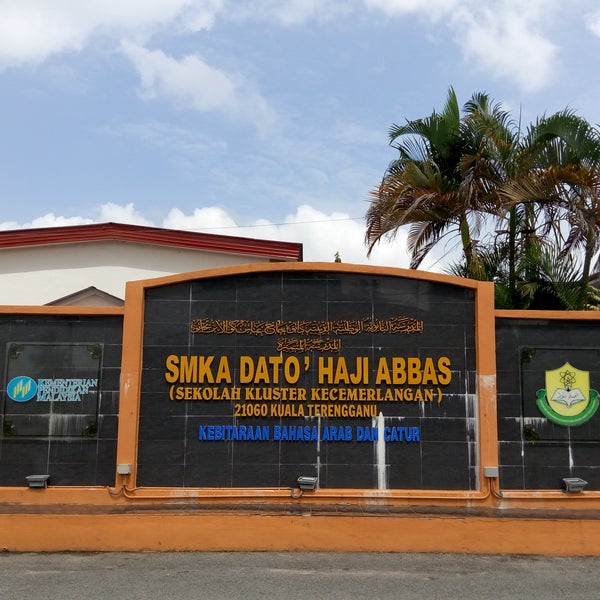 SMKA DATO' HAJI ABBAS
(SEKOLAH KLUSTER KECEMERLANGAN)
21060 KUALA TERENGGANU
KEBITARAAN BAHASA ARAB DAN CATUR
KEMENTERIAN
PENDIDIKAN
MALAYSIA